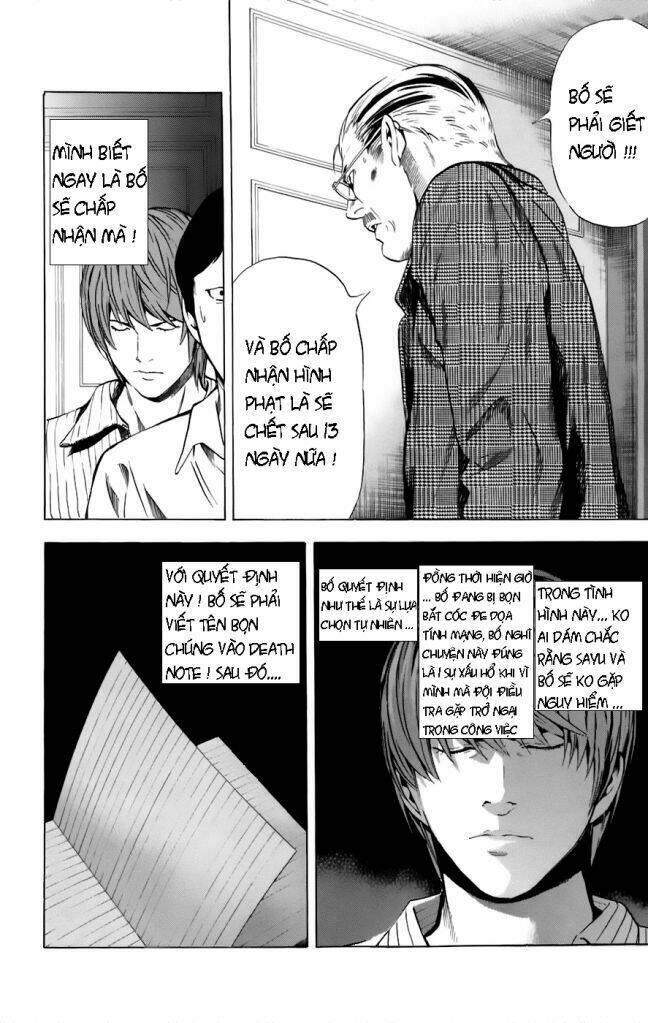 BỐ SẼ
PHẢI GIẾT
NGƯỜI !!!
VÀ BỐ CHẤP
NHẬN HÌNH
PHẠT LÀ SẼ
CHẾT SAU 13
NGÀY NỮA !
MÌNH BIẾT
NGAY LÀ BỐ
SẼ CHẤP
NHẬN MÀ !
TRONG TÌNH
HÌNH NÀY... KO
AI DÁM CHẮC
RẰNG SAYU VÀ
BỐ SẼ KO GẶP
NGUY HIỂM ...
ĐỒNG THỜI HIỆN GIỜ
... BỐ ĐANG BỊ BỌN
BẮT CÓC ĐE DỌA
TÍNH MẠNG, BỐ NGHĨ
CHUYỆN NÀY ĐÚNG
LÀ 1 SỰ XẤU HỔ KHI VÌ
MÌNH MÀ ĐỘI ĐIỀU
TRA GẶP TRỞ NGẠI
TRONG CÔNG VIỆC
BỐ QUYẾT ĐỊNH
NHƯ THẾ LÀ SỰ LỰA
CHỌN TỰ NHIÊN ...
VỚI QUYẾT ĐỊNH
NÀY ! BỐ SẼ PHẢI
VIẾT TÊN BỌN
CHÚNG VÀO DEATH
NOTE ! SAU ĐÓ....